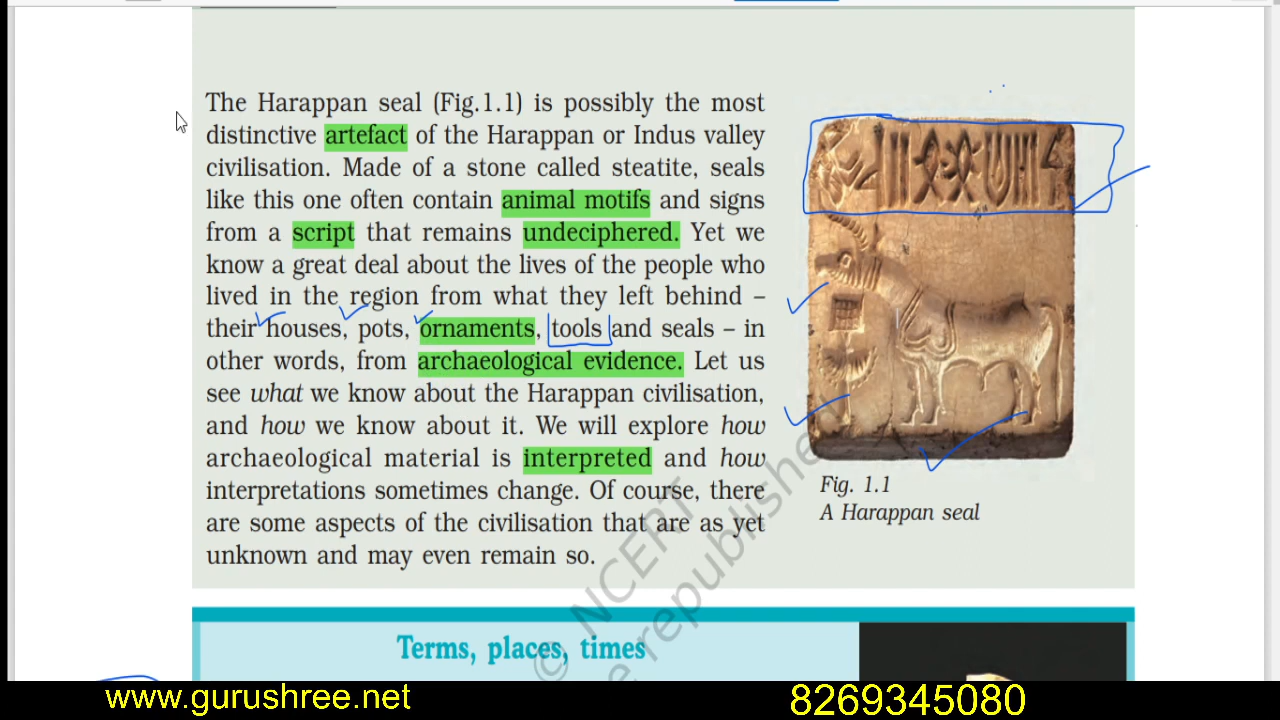 The Harappan seal (Fig.1.1) is possibly the most
distinctive artefact of the Harappan or Indus valley
civilisation. Made of a stone called steatite, seals
like this one often contain animal motifs and signs
from a script that remains undeciphered. Yet we
know a great deal about the lives of the people who
lived in the region from what they left behind –
their houses, pots, ornaments, tools and seals – in
other words, from archaeological evidence. Let us
see what we know about the Harappan civilisation,
and how we know about it. We will explore how
archaeological material is interpreted and how
interpretations sometimes change. Of course, there
are some aspects of the civilisation that are as yet
unknown and may even remain so.
Fig. 1.1
A Harappan seal
© NCERT
e republished
Terms, places, times
www.gurushree.net
8269345080